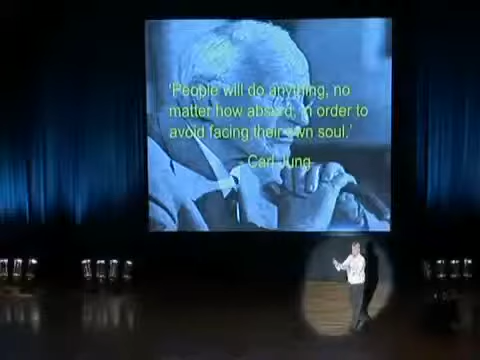 'People will do anything, no
matter how absurd, in order to
avoid facing their own soul.'
- Carl Jung